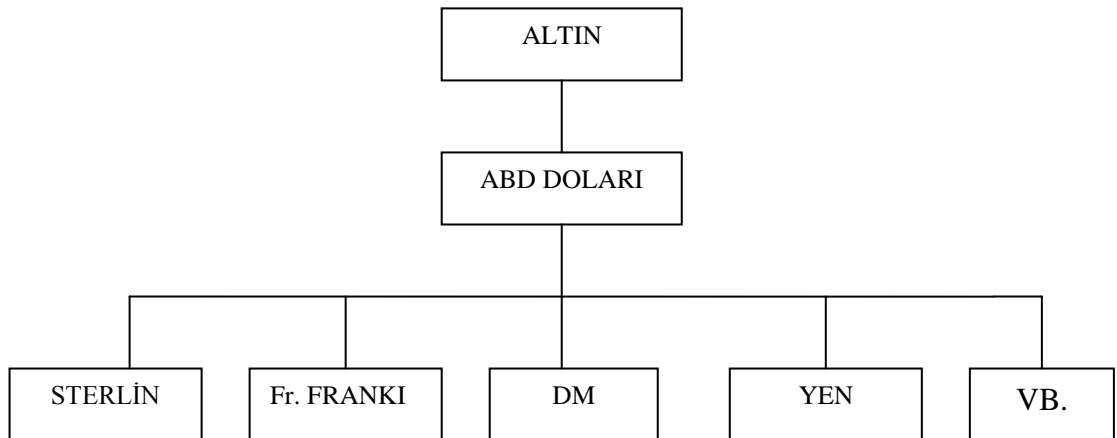 ALTIN
ABD DOLARI
STERLİN
Fr. FRANKI
DM
YEN
VB.